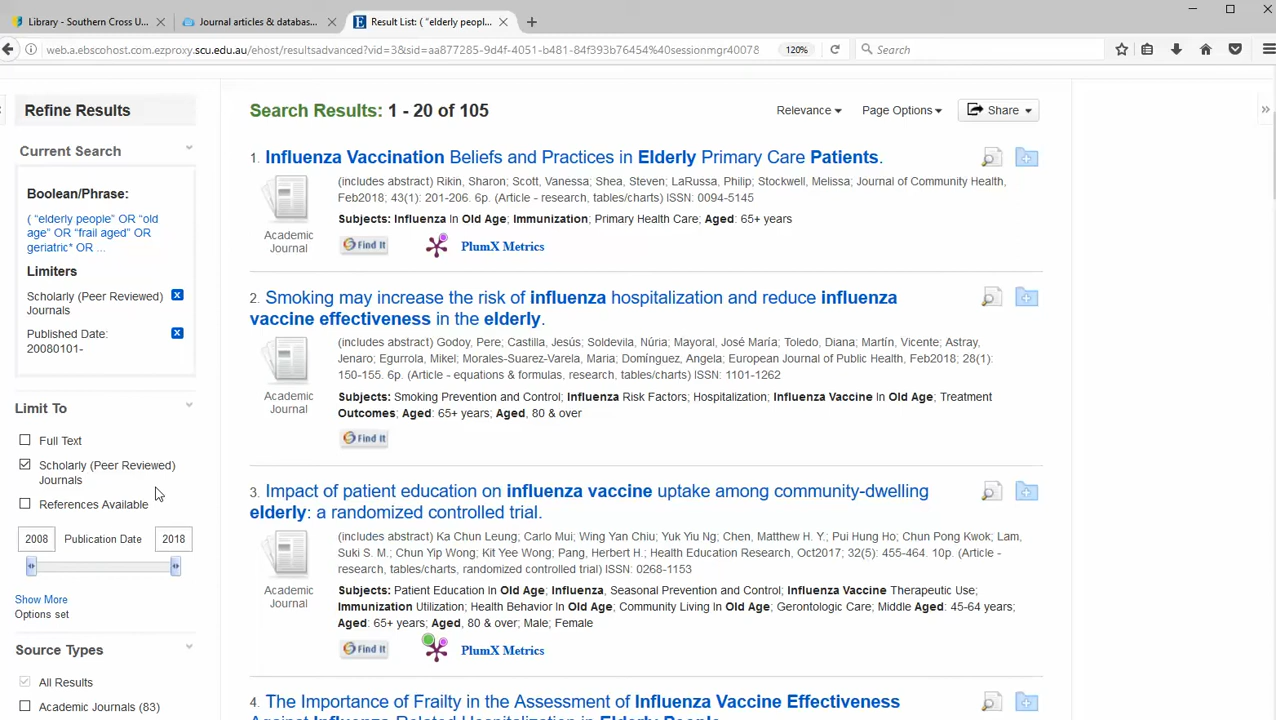 Library - Southern Cross U...
Journal articles & databas...
Result List: ( “elderly peopl...
web.a.ebscohost.com.ezproxy.scu.edu.au/ehost/resultsadvanced?vid=3&sid=aa877285-9d4f-4051-b481-84f393b76454%40sessionmgr40078
120%
Search
Refine Results
Current Search
Boolean/Phrase:
( “elderly people” OR “old
age” OR “frail aged” OR
geriatric* OR ...
Limiters
Scholarly (Peer Reviewed)
Journals
Published Date:
20080101-
Limit To
Full Text
Scholarly (Peer Reviewed)
Journals
References Available
2008 Publication Date 2018
Show More
Options set
Source Types
All Results
Academic Journals (83)
Search Results: 1 - 20 of 105
Relevance Page Options Share
1. Influenza Vaccination Beliefs and Practices in Elderly Primary Care Patients.
(includes abstract) Rikin, Sharon; Scott, Vanessa; Shea, Steven; LaRussa, Philip; Stockwell, Melissa; Journal of Community Health,
Feb2018; 43(1): 201-206. 6p. (Article - research, tables/charts) ISSN: 0094-5145
Subjects: Influenza In Old Age; Immunization; Primary Health Care; Aged: 65+ years
Academic
Journal
Find It
PlumX Metrics
2. Smoking may increase the risk of influenza hospitalization and reduce influenza
vaccine effectiveness in the elderly.
(includes abstract) Godoy, Pere; Castilla, Jesús; Soldevila, Núria; Mayoral, José María; Toledo, Diana; Martín, Vicente; Astray,
Jenaro; Egurrola, Mikel; Morales-Suarez-Varela, Maria; Domínguez, Angela; European Journal of Public Health, Feb2018; 28(1):
150-155. 6p. (Article - equations & formulas, research, tables/charts) ISSN: 1101-1262
Subjects: Smoking Prevention and Control; Influenza Risk Factors; Hospitalization; Influenza Vaccine In Old Age; Treatment
Outcomes; Aged: 65+ years; Aged, 80 & over
Academic
Journal
Find It
3. Impact of patient education on influenza vaccine uptake among community-dwelling
elderly: a randomized controlled trial.
(includes abstract) Ka Chun Leung; Carlo Mui; Wing Yan Chiu; Yuk Yiu Ng; Chen, Matthew H. Y.; Pui Hung Ho; Chun Pong Kwok; Lam,
Suki S. M.; Chun Yip Wong; Kit Yee Wong; Pang, Herbert H.; Health Education Research, Oct2017; 32(5): 455-464. 10p. (Article -
research, tables/charts, randomized controlled trial) ISSN: 0268-1153
Subjects: Patient Education In Old Age; Influenza, Seasonal Prevention and Control; Influenza Vaccine Therapeutic Use;
Immunization Utilization; Health Behavior In Old Age; Community Living In Old Age; Gerontologic Care; Middle Aged: 45-64 years;
Aged: 65+ years; Aged, 80 & over; Male; Female
Academic
Journal
Find It
PlumX Metrics
4. The Importance of Frailty in the Assessment of Influenza Vaccine Effectiveness
Against Influenza-Related Hospitalization in Elderly People.